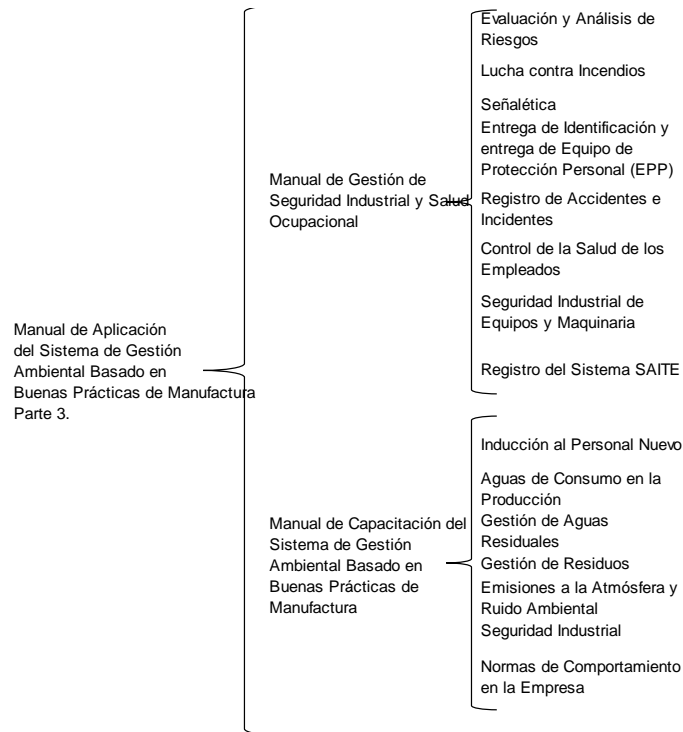 Manual de Aplicación
del Sistema de Gestión
Ambiental Basado en
Buenas Prácticas de Manufactura
Parte 3.
Manual de Gestión de
Seguridad Industrial y Salud
Ocupacional
Evaluación y Análisis de
Riesgos
Lucha contra Incendios
Señalética
Entrega de Identificación y
entrega de Equipo de
Protección Personal (EPP)
Registro de Accidentes e
Incidentes
Control de la Salud de los
Empleados
Seguridad Industrial de
Equipos y Maquinaria
Registro del Sistema SAITE
Manual de Capacitación del
Sistema de Gestión
Ambiental Basado en
Buenas Prácticas de
Manufactura
Inducción al Personal Nuevo
Aguas de Consumo en la
Producción
Gestión de Aguas
Residuales
Gestión de Residuos
Emisiones a la Atmósfera y
Ruido Ambiental
Seguridad Industrial
Normas de Comportamiento
en la Empresa